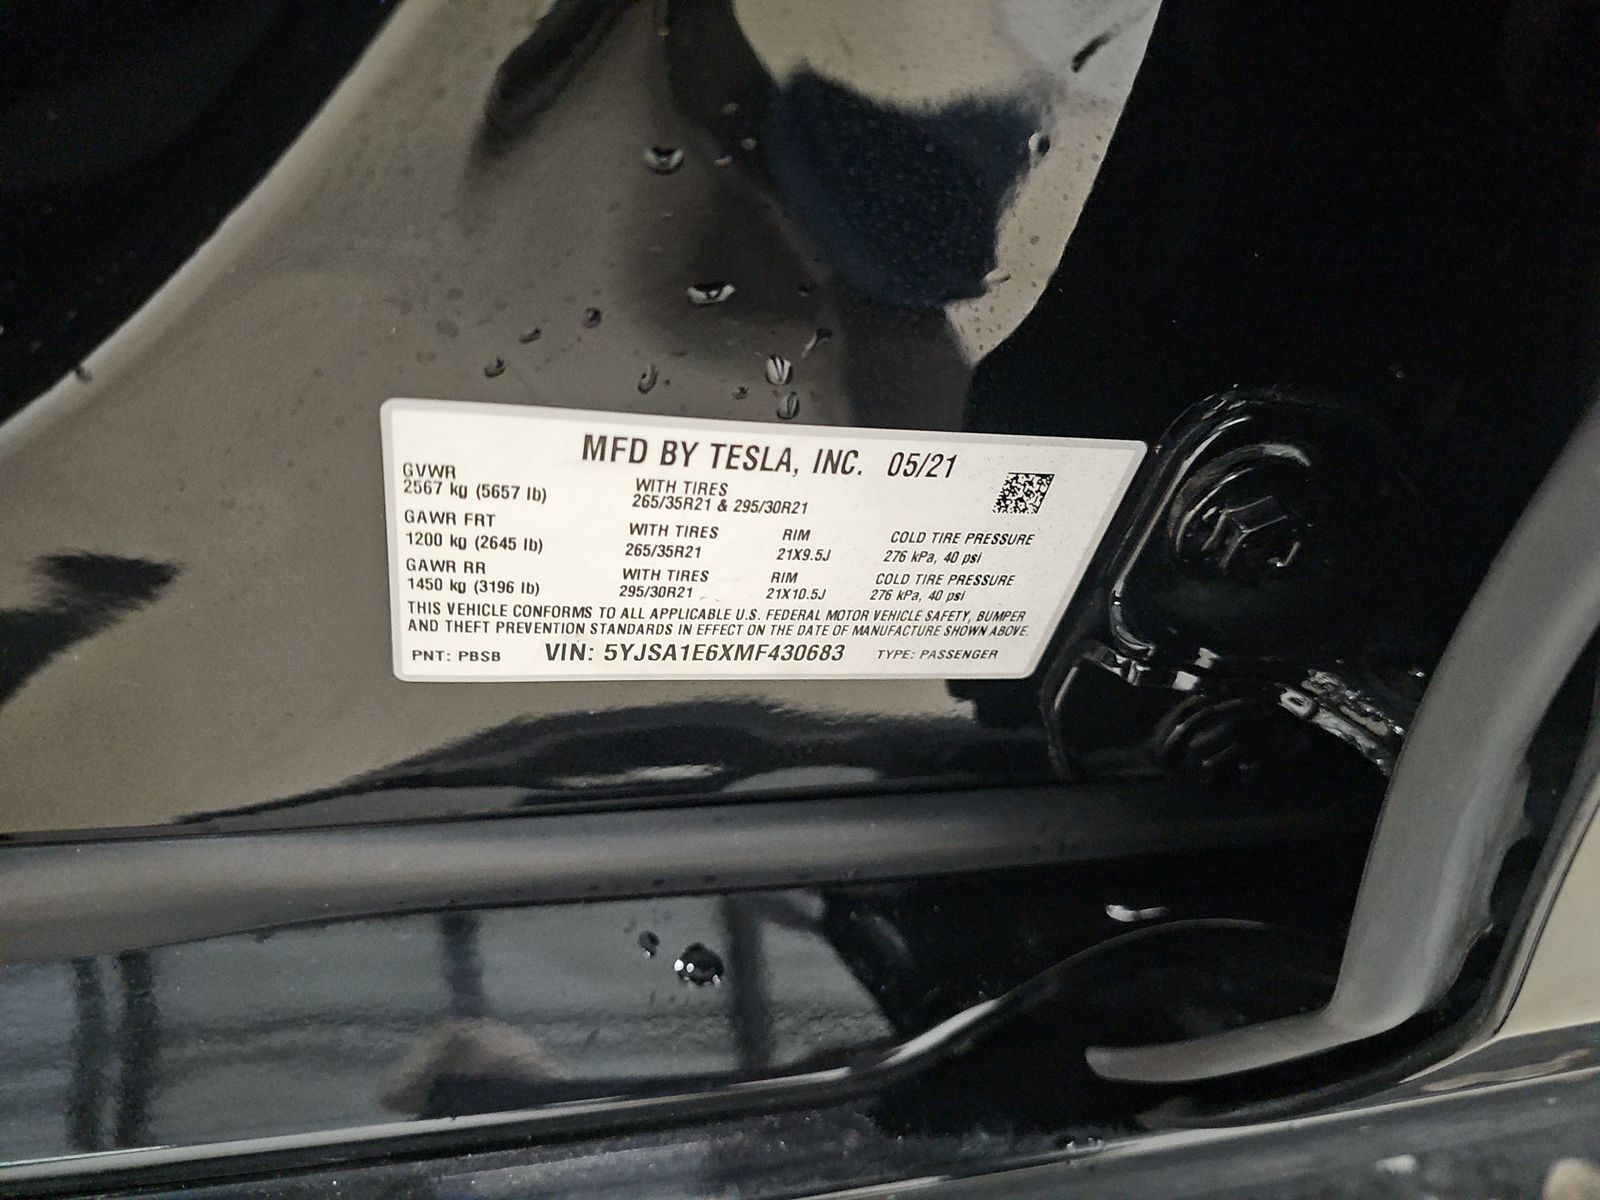 MFD BY TESLA, INC. 05/21
GVWR
2567 kg (5657 lb)
WITH TIRES
265/35R21 & 295/30R21
GAWR FRT
1200 kg (2645 lb)
WITH TIRES
265/35R21
RIM
21X9.5J
COLD TIRE PRESSURE
276 kPa, 40 psi
GAWR RR
1450 kg (3196 lb)
WITH TIRES
295/30R21
RIM
21X10.5J
COLD TIRE PRESSURE
276 kPa, 40 psi
THIS VEHICLE CONFORMS TO ALL APPLICABLE U.S. FEDERAL MOTOR VEHICLE SAFETY, BUMPER
AND THEFT PREVENTION STANDARDS IN EFFECT ON THE DATE OF MANUFACTURE SHOWN ABOVE.
PNT: PBSB VIN: 5YJSA1E6XMF430683 TYPE: PASSENGER